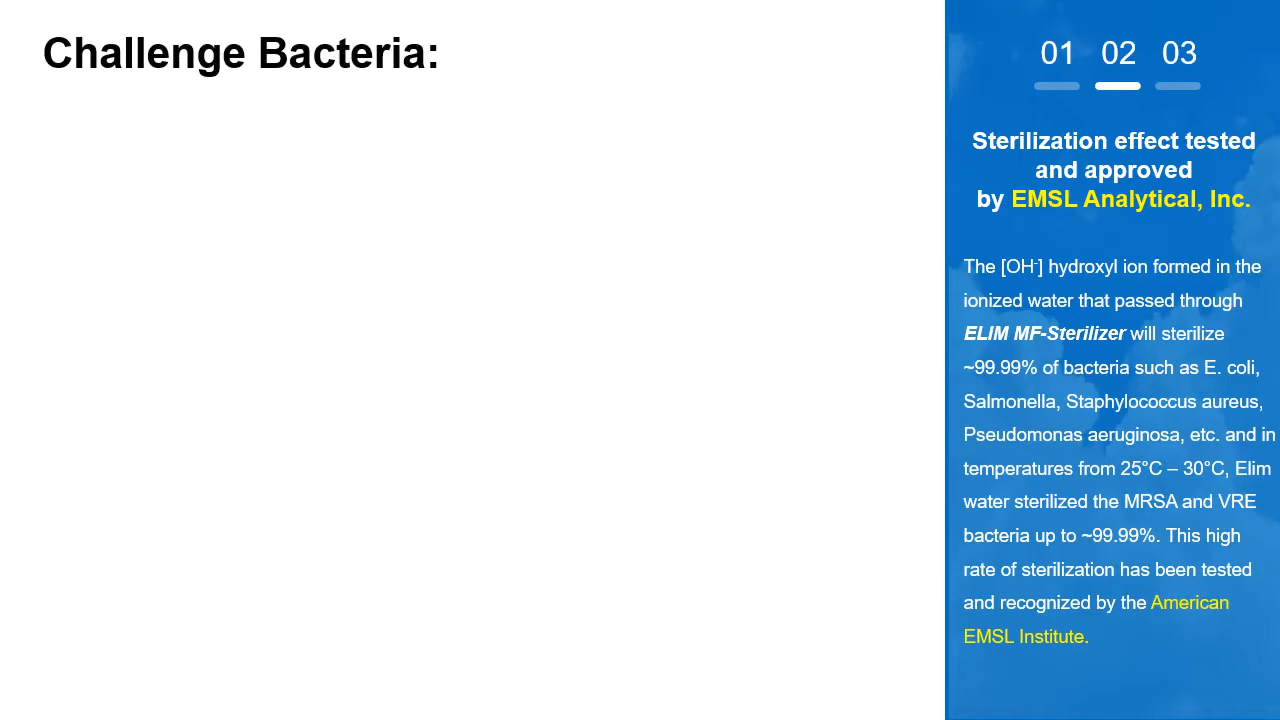 Challenge Bacteria:
01 02 03
Sterilization effect tested
and approved
by EMSL Analytical, Inc.
The [OH⁻] hydroxyl ion formed in the
ionized water that passed through
ELIM MF-Sterilizer will sterilize
~99.99% of bacteria such as E. coli,
Salmonella, Staphylococcus aureus,
Pseudomonas aeruginosa, etc. and in
temperatures from 25°C – 30°C, Elim
water sterilized the MRSA and VRE
bacteria up to ~99.99%. This high
rate of sterilization has been tested
and recognized by the American
EMSL Institute.